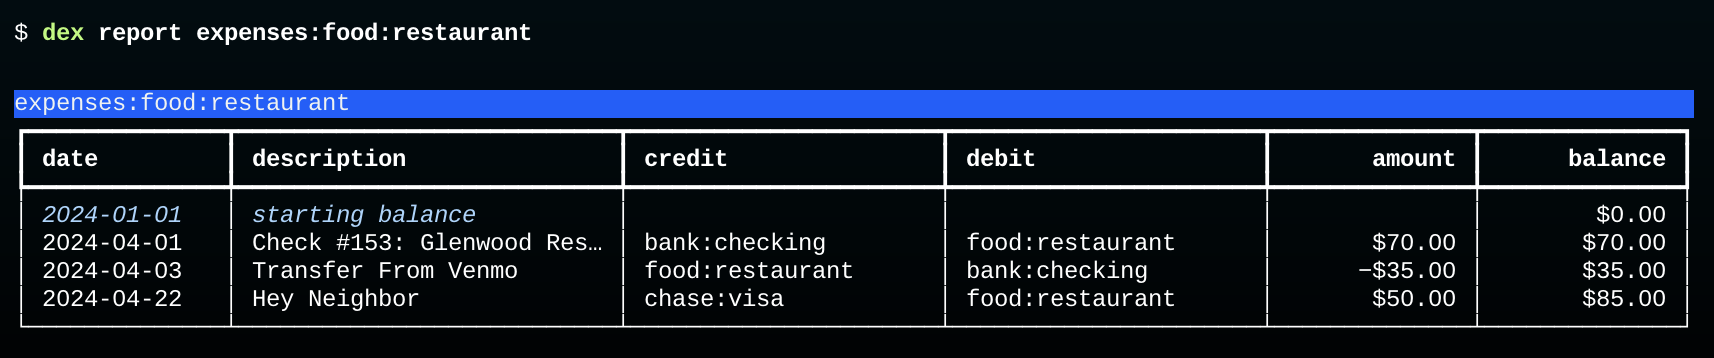 $ dex report expenses:food:restaurant
expenses:food:restaurant
date description credit debit amount balance
2024-01-01 starting balance $0.00
2024-04-01 Check #153: Glenwood Res… bank:checking food:restaurant $70.00 $70.00
2024-04-03 Transfer From Venmo food:restaurant bank:checking −$35.00 $35.00
2024-04-22 Hey Neighbor chase:visa food:restaurant $50.00 $85.00